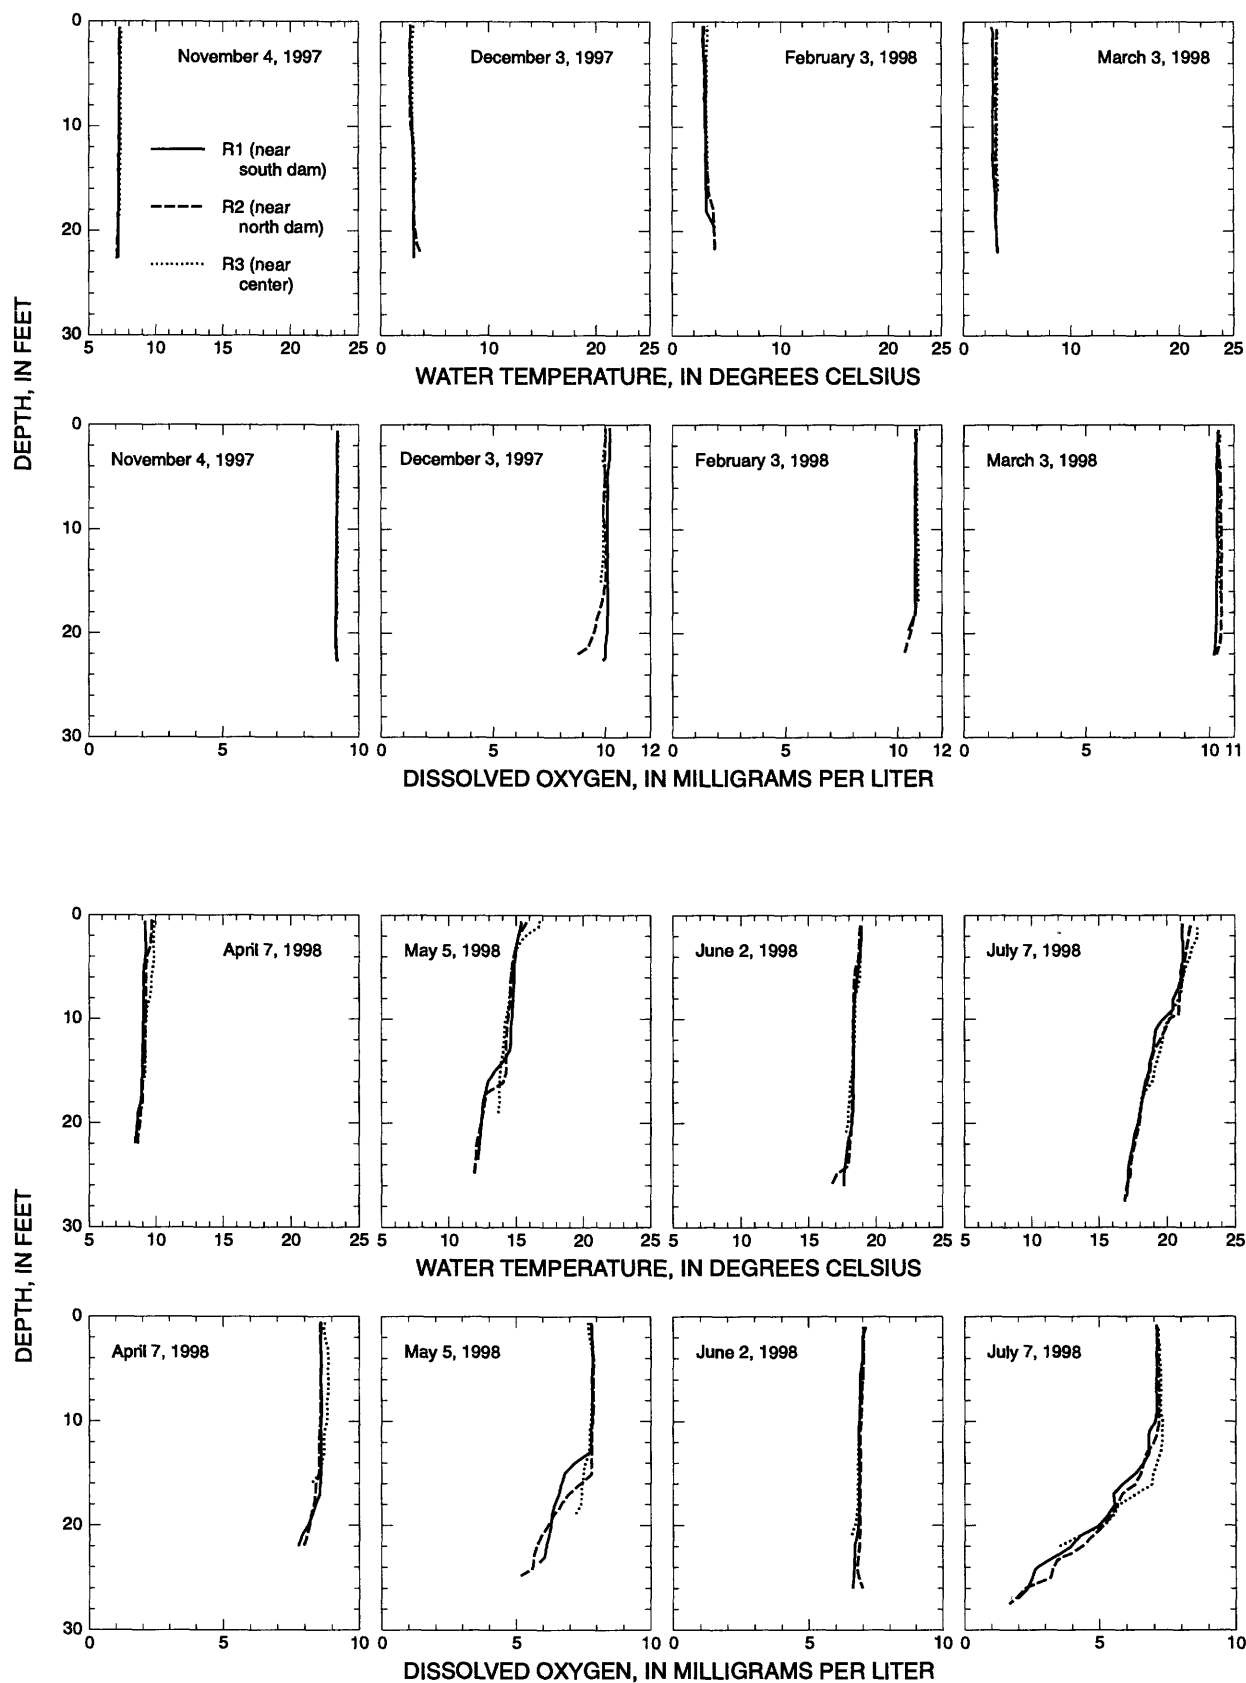 0
10
20
30
November 4, 1997
R1 (near
south dam)
R2 (near
north dam)
R3 (near
center)
5 10 15 20 25
December 3, 1997
0 10 20 25
February 3, 1998
0 10 20 25
March 3, 1998
0 10 20 25
WATER TEMPERATURE, IN DEGREES CELSIUS
DEPTH, IN FEET
0
10
20
30
November 4, 1997
0 5 10
December 3, 1997
0 5 10 12
February 3, 1998
0 5 10 12
March 3, 1998
0 5 10 11
DISSOLVED OXYGEN, IN MILLIGRAMS PER LITER
0
10
20
30
April 7, 1998
5 10 15 20 25
May 5, 1998
5 10 15 20 25
June 2, 1998
5 10 15 20 25
July 7, 1998
5 10 15 20 25
WATER TEMPERATURE, IN DEGREES CELSIUS
DEPTH, IN FEET
0
10
20
30
April 7, 1998
0 5 10
May 5, 1998
0 5 10
June 2, 1998
0 5 10
July 7, 1998
0 5 10
DISSOLVED OXYGEN, IN MILLIGRAMS PER LITER